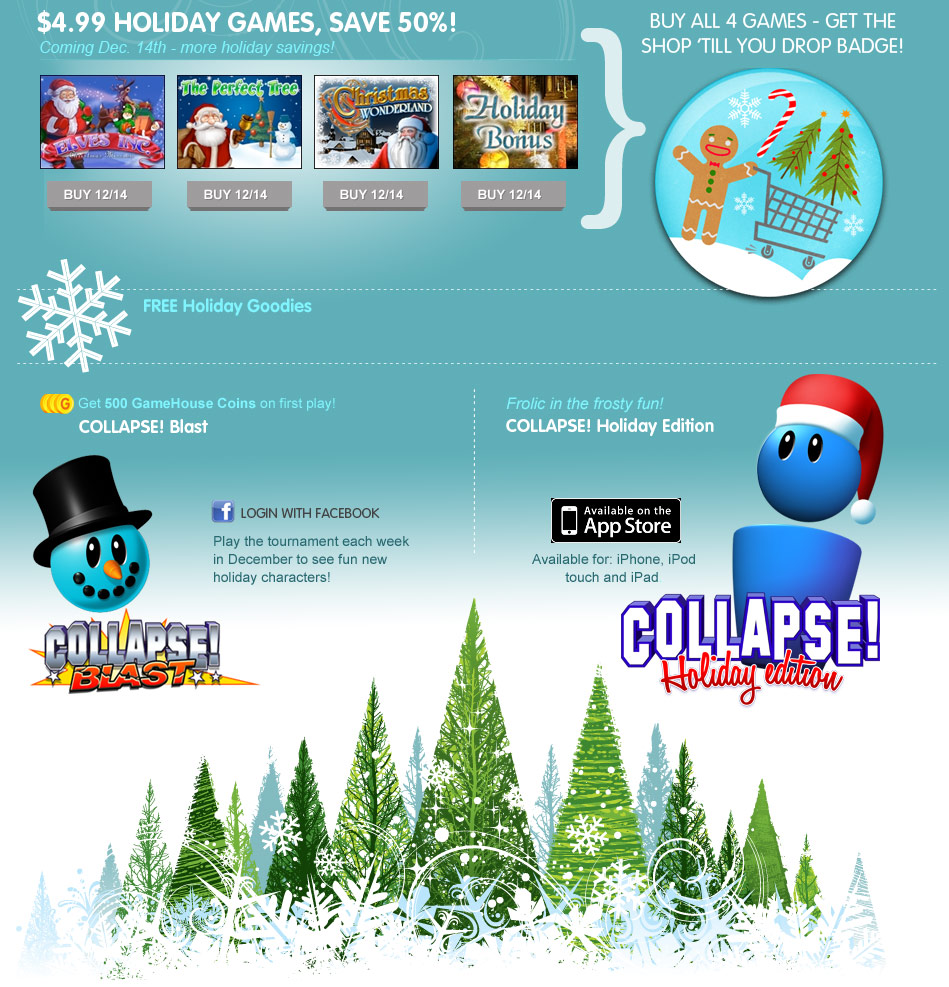 $4.99 HOLIDAY GAMES, SAVE 50%!
Coming Dec. 14th - more holiday savings!
BUY ALL 4 GAMES - GET THE
SHOP 'TILL YOU DROP BADGE!
ELVES INC.
The Perfect Tree
Christmas
WONDERLAND
Holiday
Bonus
BUY 12/14
BUY 12/14
BUY 12/14
BUY 12/14
FREE Holiday Goodies
G Get 500 GameHouse Coins on first play!
COLLAPSE! Blast
f LOGIN WITH FACEBOOK
Play the tournament each week
in December to see fun new
holiday characters!
COLLAPSE!
BLAST
Frolic in the frosty fun!
COLLAPSE! Holiday Edition
Available on the
App Store
Available for: iPhone, iPod
touch and iPad
COLLAPSE!
Holiday edition